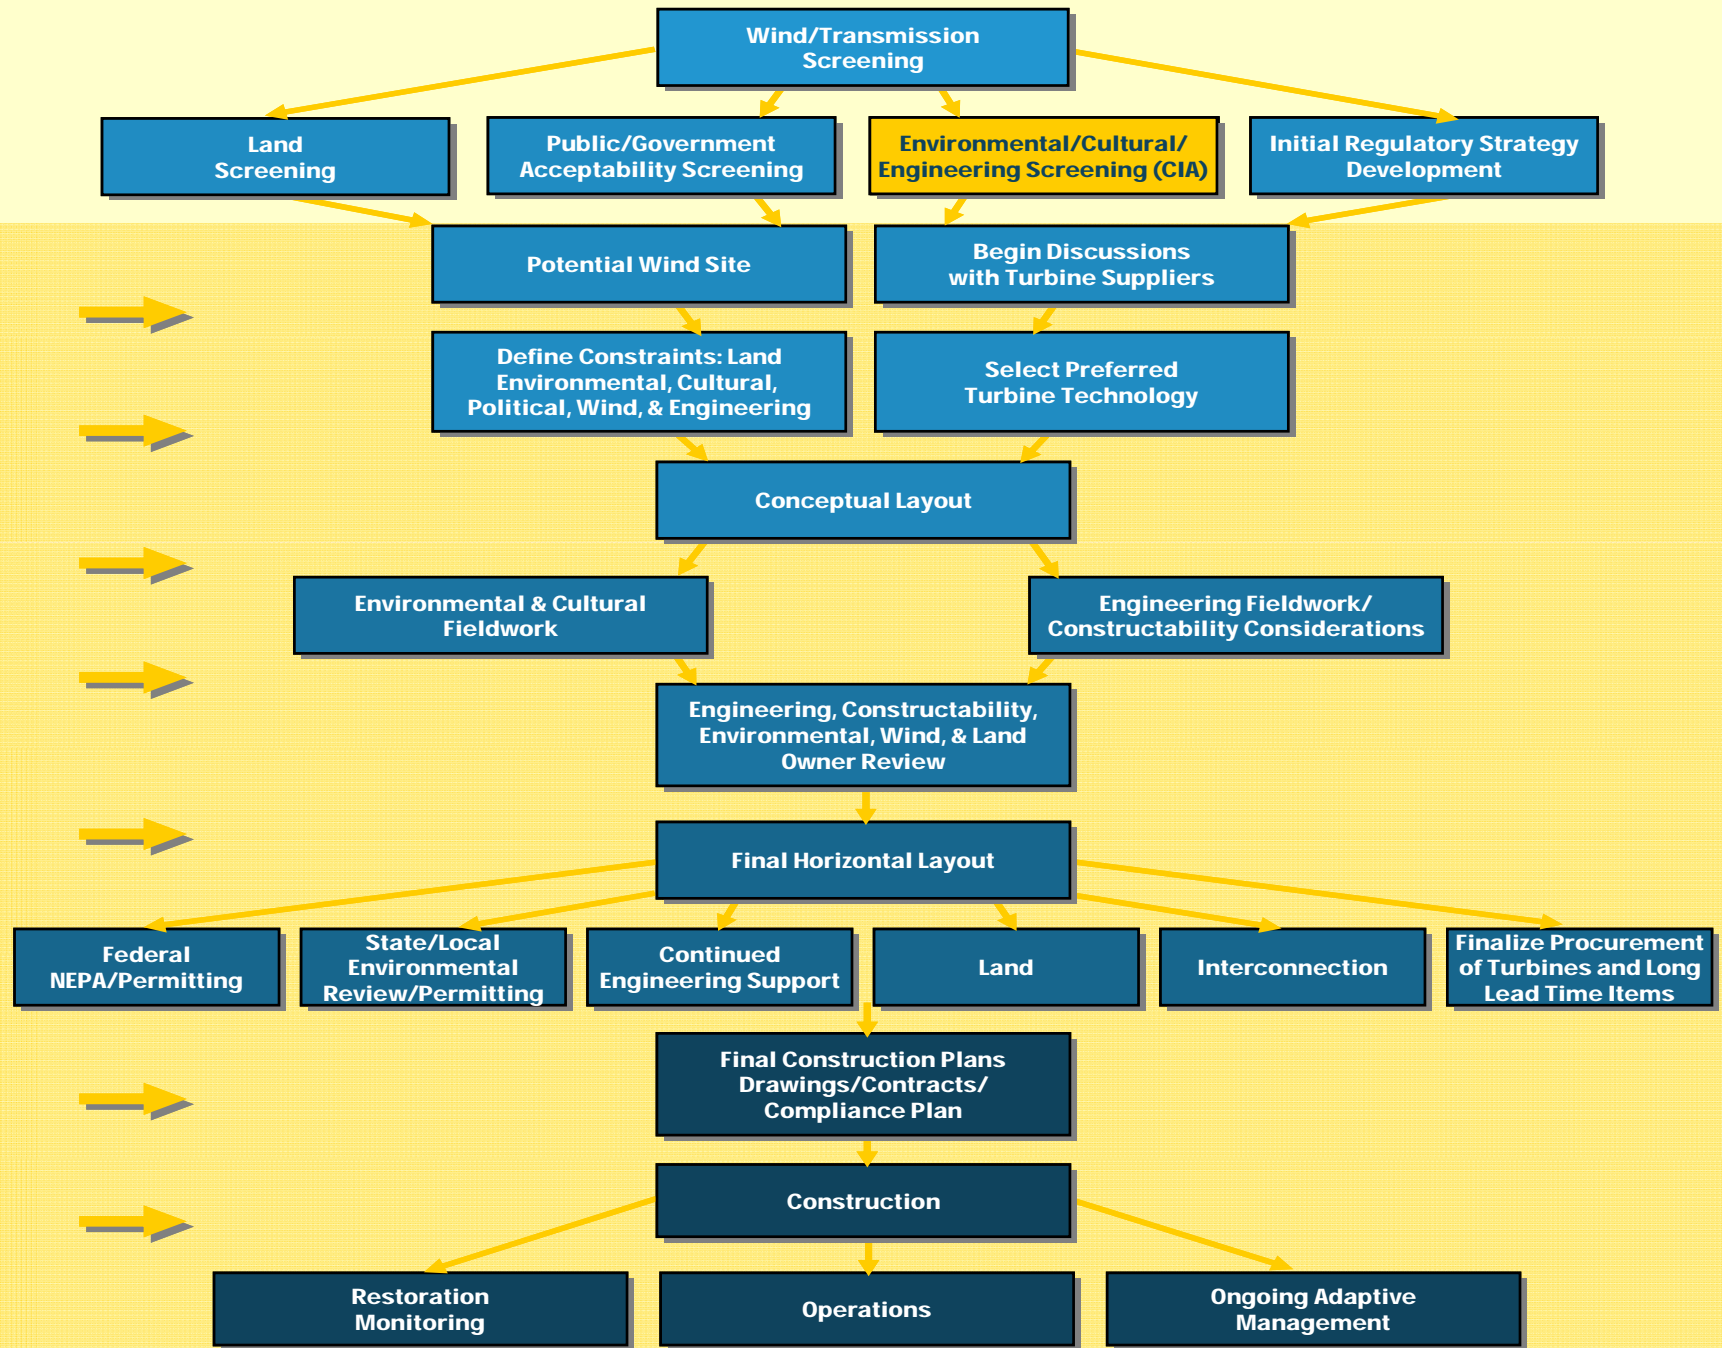 Wind/Transmission
Screening
Land
Screening
Public/Government
Acceptability Screening
Environmental/Cultural/
Engineering Screening (CIA)
Initial Regulatory Strategy
Development
Potential Wind Site
Begin Discussions
with Turbine Suppliers
Define Constraints: Land
Environmental, Cultural,
Political, Wind, & Engineering
Select Preferred
Turbine Technology
Conceptual Layout
Environmental & Cultural
Fieldwork
Engineering Fieldwork/
Constructability Considerations
Engineering, Constructability,
Environmental, Wind, & Land
Owner Review
Final Horizontal Layout
Federal
NEPA/Permitting
State/Local
Environmental
Review/Permitting
Continued
Engineering Support
Land
Interconnection
Finalize Procurement
of Turbines and Long
Lead Time Items
Final Construction Plans
Drawings/Contracts/
Compliance Plan
Construction
Restoration
Monitoring
Operations
Ongoing Adaptive
Management